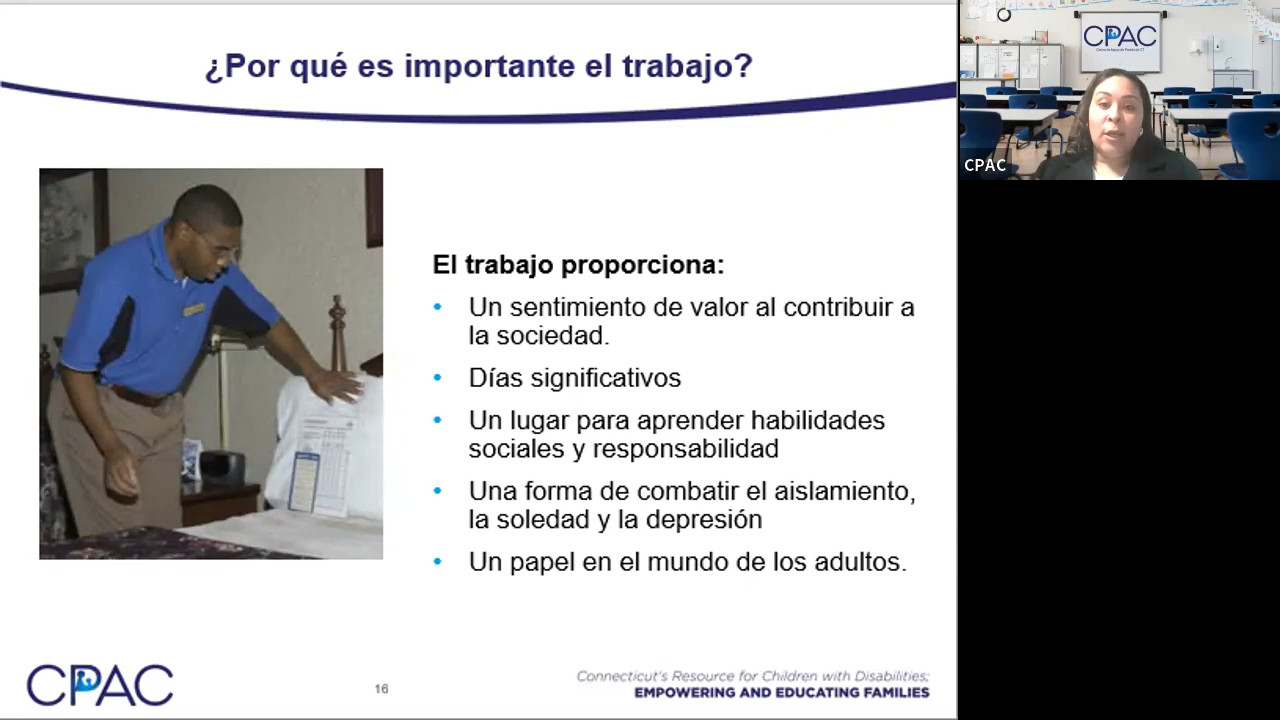 ¿Por qué es importante el trabajo?
El trabajo proporciona:
• Un sentimiento de valor al contribuir a
la sociedad.
• Días significativos
• Un lugar para aprender habilidades
sociales y responsabilidad
• Una forma de combatir el aislamiento,
la soledad y la depresión
• Un papel en el mundo de los adultos.
CPAC
16
Connecticut's Resource for Children with Disabilities;
EMPOWERING AND EDUCATING FAMILIES
CPAC
CPAC